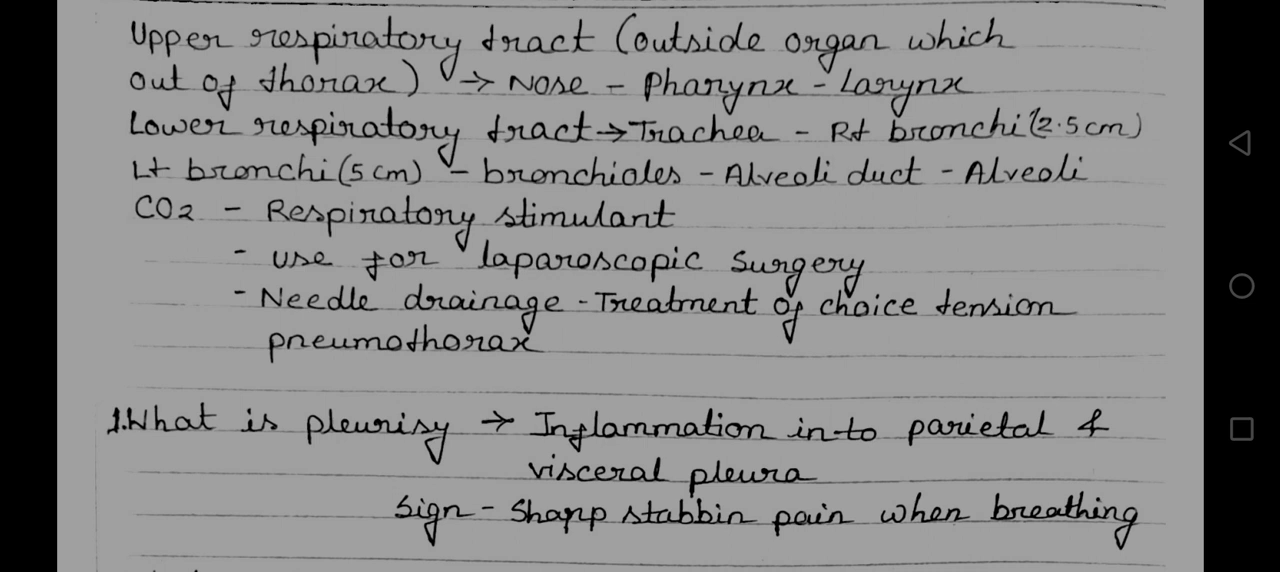 Upper respiratory tract (outside organ which
out of thorax) → Nose - Pharynx - Larynx
Lower respiratory tract → Trachea - Rt bronchi (2.5 cm)
Lt bronchi (5 cm) - bronchioles - Alveoli duct - Alveoli
CO2 - Respiratory stimulant
- use for laparoscopic surgery
- Needle drainage - Treatment of choice tension
pneumothorax
1. What is pleurisy → Inflammation in to parietal &
visceral pleura
Sign - Sharp stabbin pain when breathing